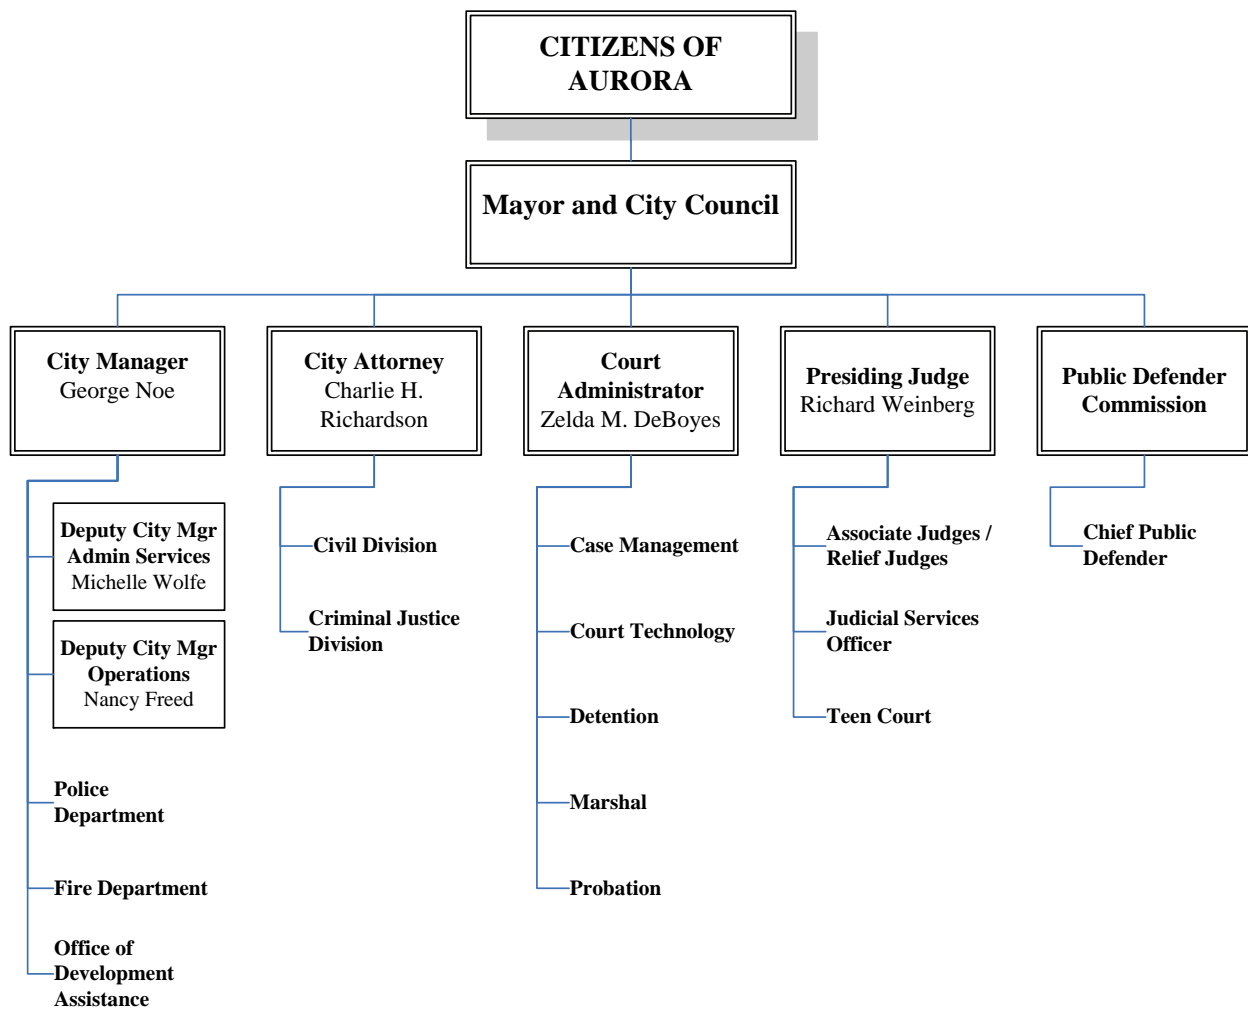 CITIZENS OF
AURORA
Mayor and City Council
City Manager
George Noe
City Attorney
Charlie H.
Richardson
Court
Administrator
Zelda M. DeBoyes
Presiding Judge
Richard Weinberg
Public Defender
Commission
Deputy City Mgr
Admin Services
Michelle Wolfe
Deputy City Mgr
Operations
Nancy Freed
Police
Department
Fire Department
Office of
Development
Assistance
Civil Division
Criminal Justice
Division
Case Management
Court Technology
Detention
Marshal
Probation
Associate Judges /
Relief Judges
Judicial Services
Officer
Teen Court
Chief Public
Defender